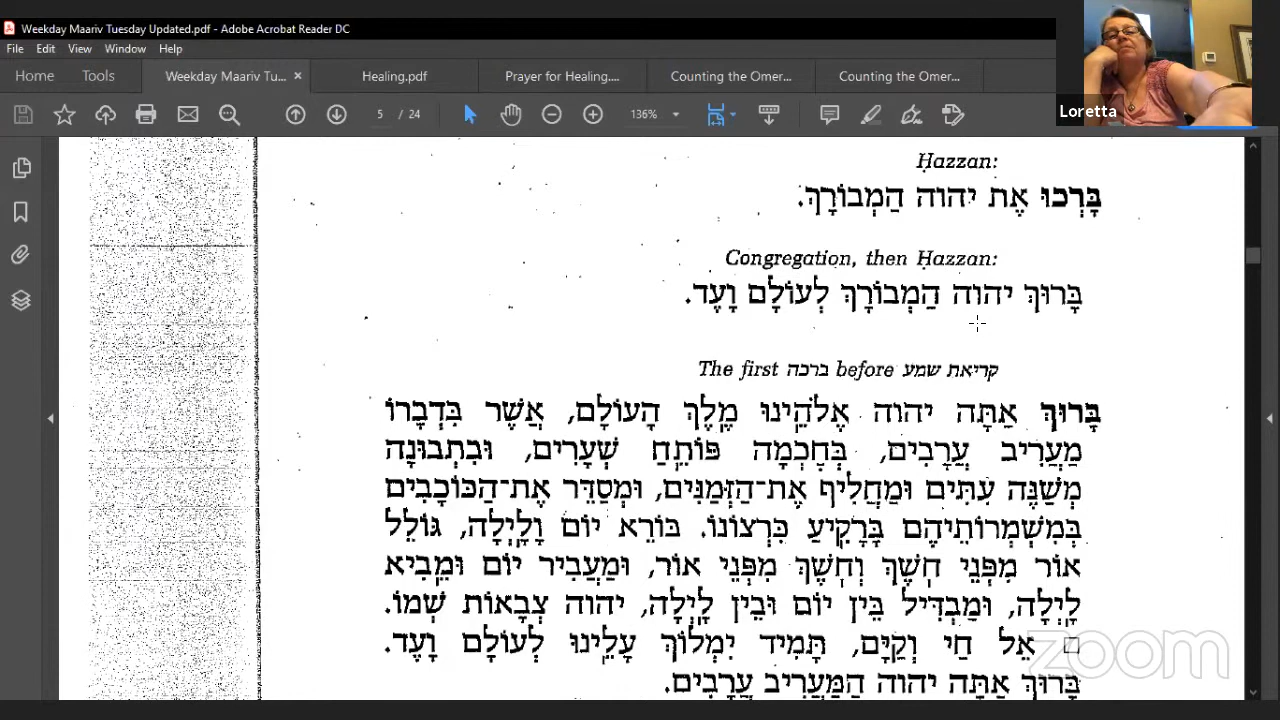 Weekday Maariv Tuesday Updated.pdf - Adobe Acrobat Reader DC
File Edit View Window Help
Home Tools Weekday Maariv Tu... × Healing.pdf Prayer for Healing.... Counting the Omer... Counting the Omer...
5 / 24 136%
Loretta
Ḥazzan:
בָּרְכוּ אֶת יהוה הַמְבוֹרָךְ.
Congregation, then Ḥazzan:
בָּרוּךְ יהוה הַמְבוֹרָךְ לְעוֹלָם וָעֶד.
The first ברכה before קריאת שמע
בָּרוּךְ אַתָּה יהוה אֱלֹהֵינוּ מֶלֶךְ הָעוֹלָם, אֲשֶׁר בִּדְבָרוֹ
מַעֲרִיב עֲרָבִים, בְּחָכְמָה פּוֹתֵחַ שְׁעָרִים, וּבִתְבוּנָה
מְשַׁנֶּה עִתִּים וּמַחֲלִיף אֶת־הַזְּמַנִּים, וּמְסַדֵּר אֶת־הַכּוֹכָבִים
בְּמִשְׁמְרוֹתֵיהֶם בָּרָקִיעַ כִּרְצוֹנוֹ. בּוֹרֵא יוֹם וָלָיְלָה, גּוֹלֵל
אוֹר מִפְּנֵי חֹשֶׁךְ וְחֹשֶׁךְ מִפְּנֵי אוֹר, וּמַעֲבִיר יוֹם וּמֵבִיא
לָיְלָה, וּמַבְדִּיל בֵּין יוֹם וּבֵין לָיְלָה, יהוה צְבָאוֹת שְׁמוֹ.
□ אֵל חַי וְקַיָּם, תָּמִיד יִמְלוֹךְ עָלֵינוּ לְעוֹלָם וָעֶד.
בָּרוּךְ אַתָּה יהוה הַמַּעֲרִיב עֲרָבִים.
zoom